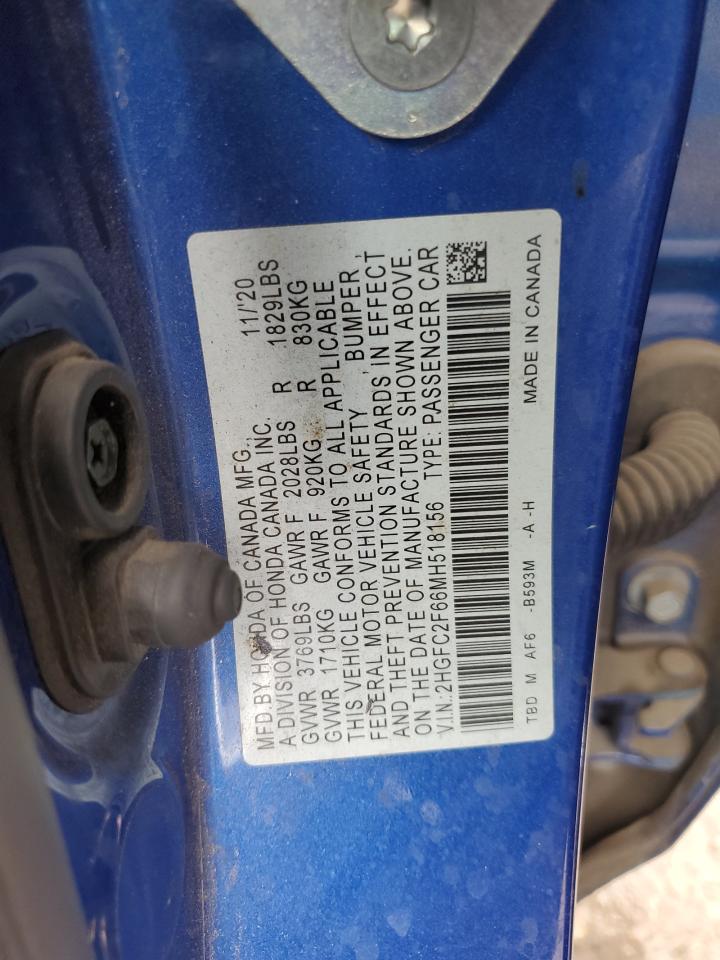 MFD.BY HONDA OF CANADA MFG., 11/'20
A DIVISION OF HONDA CANADA INC.
GVWR 3769LBS GAWR F 2028LBS R 1829LBS
GVWR 1710KG GAWR F 920KG R 830KG
THIS VEHICLE CONFORMS TO ALL APPLICABLE
FEDERAL MOTOR VEHICLE SAFETY, BUMPER,
AND THEFT PREVENTION STANDARDS IN EFFECT
ON THE DATE OF MANUFACTURE SHOWN ABOVE.
V.I.N.:2HGFC2F66MH518156 TYPE: PASSENGER CAR
TBD M AF6 -B593M -A -H MADE IN CANADA